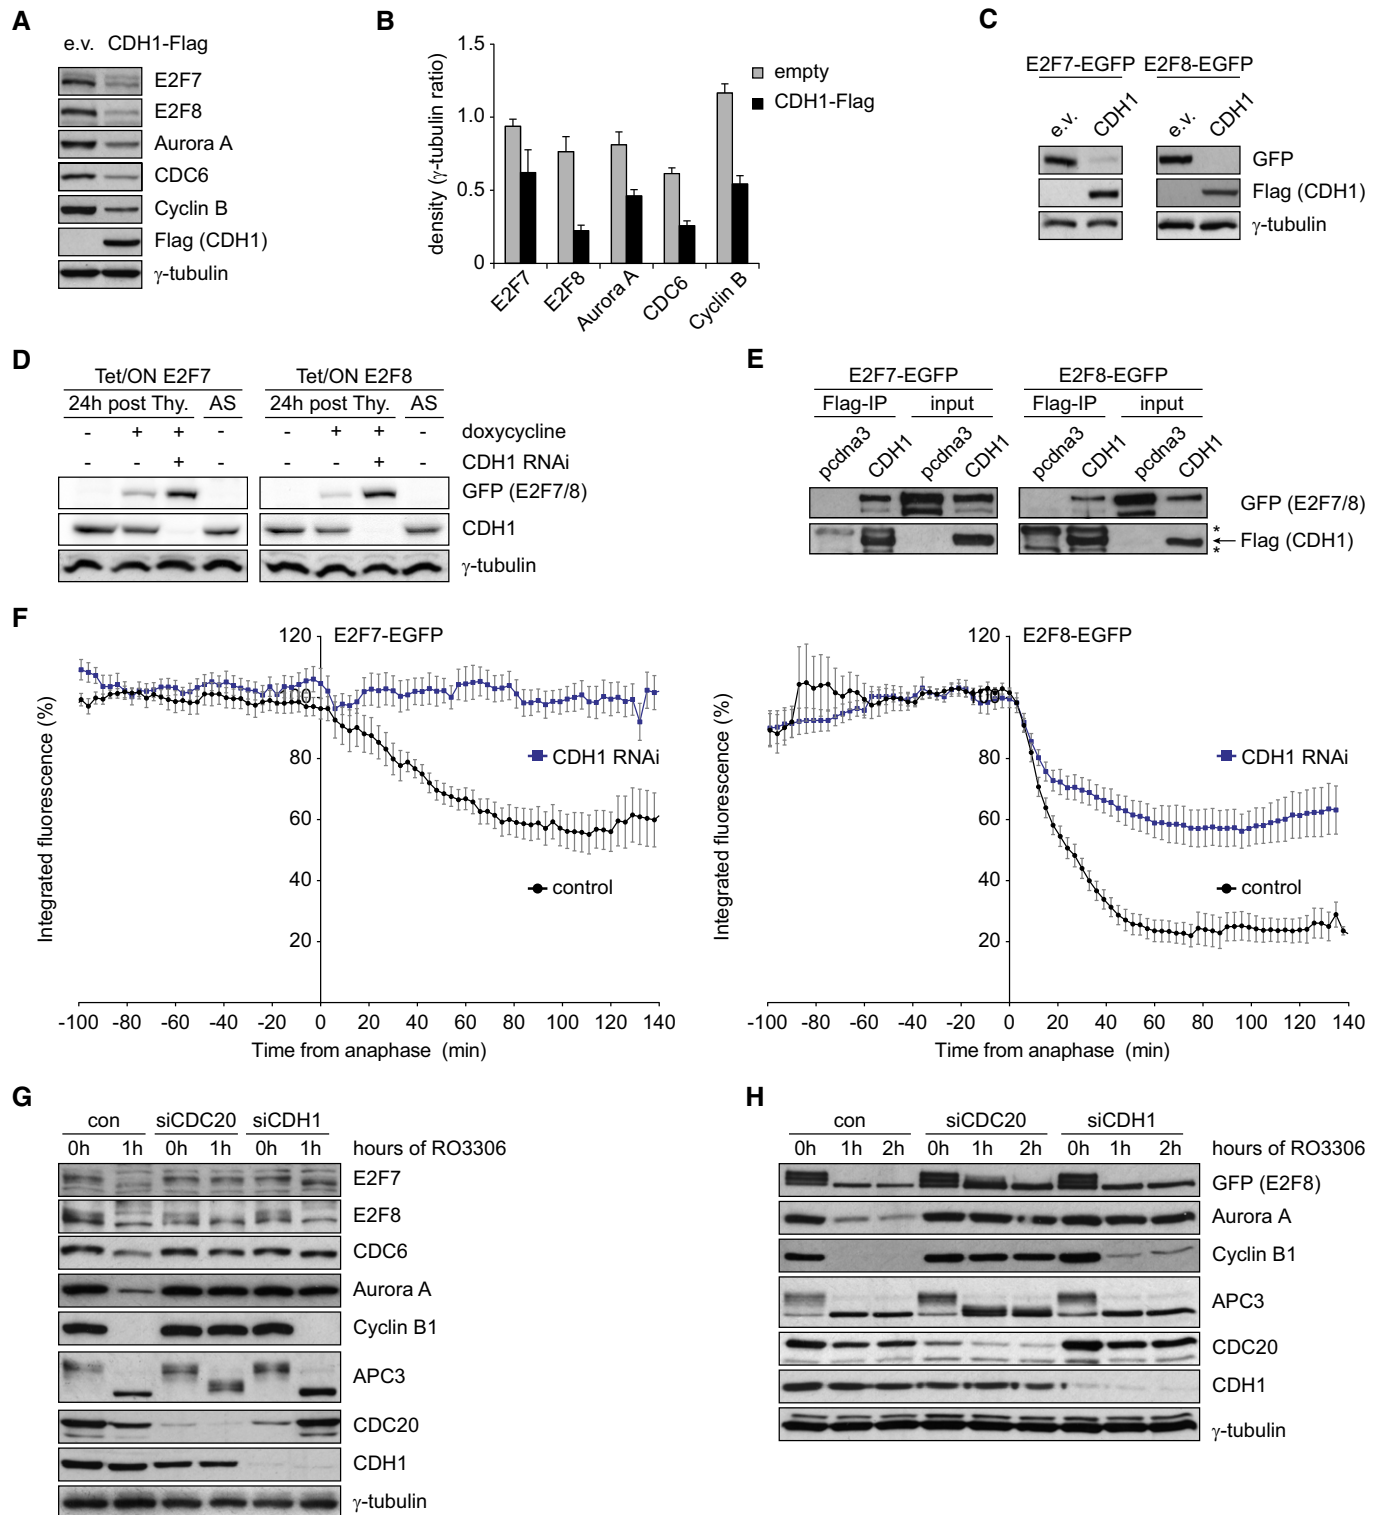 A
e.v. CDH1-Flag
E2F7
E2F8
Aurora A
CDC6
Cyclin B
Flag (CDH1)
γ-tubulin
B
density (γ-tubulin ratio)
1.5
1.0
0.5
0
empty
CDH1-Flag
E2F7 E2F8 Aurora A CDC6 Cyclin B
C
E2F7-EGFP E2F8-EGFP
e.v. CDH1 e.v. CDH1
GFP
Flag (CDH1)
γ-tubulin
D
Tet/ON E2F7 Tet/ON E2F8
24h post Thy. AS 24h post Thy. AS
- + + - - + + - doxycycline
- - + - - - + - CDH1 RNAi
GFP (E2F7/8)
CDH1
γ-tubulin
E
E2F7-EGFP E2F8-EGFP
Flag-IP input Flag-IP input
pcdna3 CDH1 pcdna3 CDH1 pcdna3 CDH1 pcdna3 CDH1
GFP (E2F7/8)
*
Flag (CDH1)
*
F
E2F7-EGFP
Integrated fluorescence (%)
120
100
80
60
40
20
CDH1 RNAi
control
-100 -80 -60 -40 -20 0 20 40 60 80 100 120 140
Time from anaphase (min)
E2F8-EGFP
Integrated fluorescence (%)
120
100
80
60
40
20
CDH1 RNAi
control
-100 -80 -60 -40 -20 0 20 40 60 80 100 120 140
Time from anaphase (min)
G
con siCDC20 siCDH1
0h 1h 0h 1h 0h 1h hours of RO3306
E2F7
E2F8
CDC6
Aurora A
Cyclin B1
APC3
CDC20
CDH1
γ-tubulin
H
con siCDC20 siCDH1
0h 1h 2h 0h 1h 2h 0h 1h 2h hours of RO3306
GFP (E2F8)
Aurora A
Cyclin B1
APC3
CDC20
CDH1
γ-tubulin